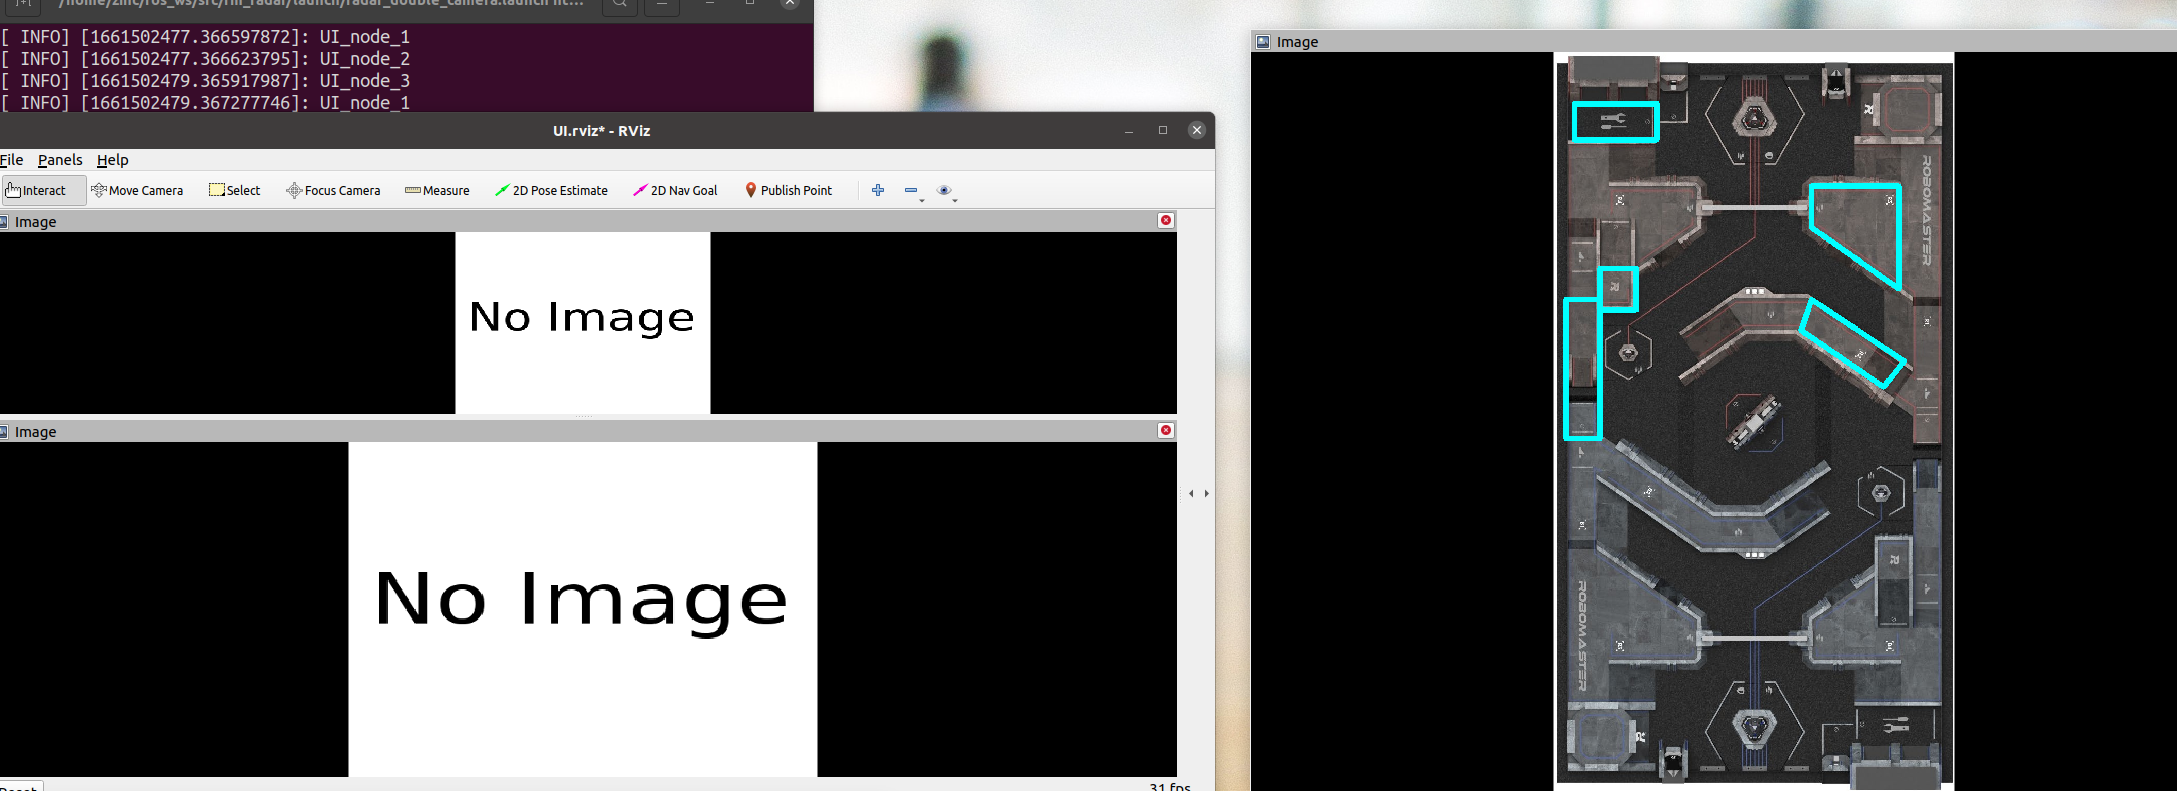 /home/zinc/ros_ws/src/rm_radar/launch/radar_double_camera.launch ht...
[ INFO] [1661502477.366597872]: UI_node_1
[ INFO] [1661502477.366623795]: UI_node_2
[ INFO] [1661502479.365917987]: UI_node_3
[ INFO] [1661502479.367277746]: UI_node_1
UI.rviz* - RViz
File Panels Help
Interact Move Camera Select Focus Camera Measure 2D Pose Estimate 2D Nav Goal Publish Point
Image
No Image
Image
No Image
Reset
31 fps
Image
R
ROBOMASTER
R
R
ROBOMASTER
R